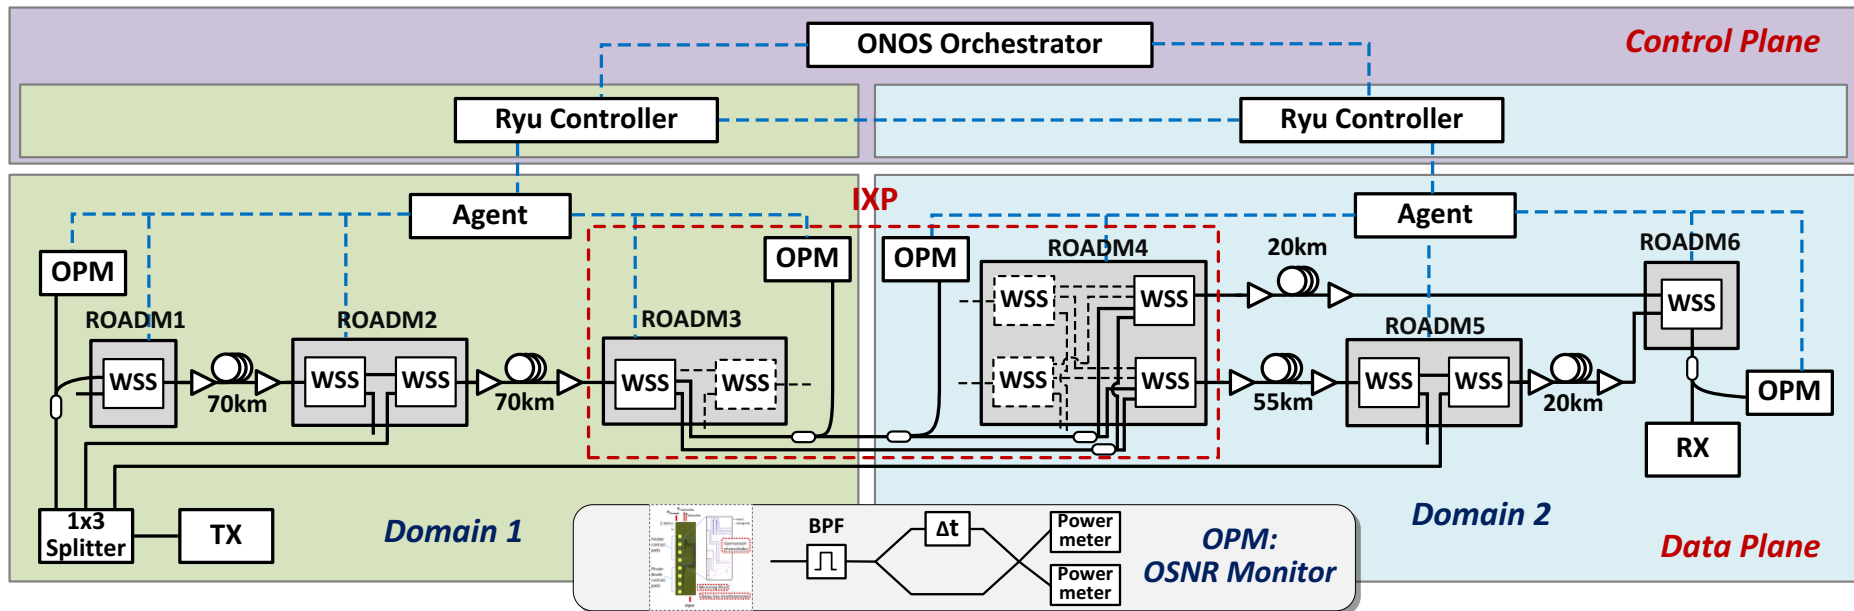 ONOS Orchestrator
Control Plane
Ryu Controller
Ryu Controller
IXP
Agent
Agent
OPM
OPM
OPM
ROADM4
20km
ROADM6
WSS
WSS
WSS
ROADM1
ROADM2
ROADM3
ROADM5
OPM
WSS
WSS
WSS
WSS
WSS
WSS
WSS
WSS
WSS
70km
70km
55km
20km
RX
1x3
Splitter
TX
Domain 1
Domain 2
BPF
Δt
Power
meter
Power
meter
OPM:
OSNR Monitor
Data Plane